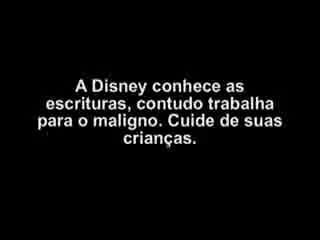 A Disney conhece as
escrituras, contudo trabalha
para o maligno. Cuide de suas
crianças.